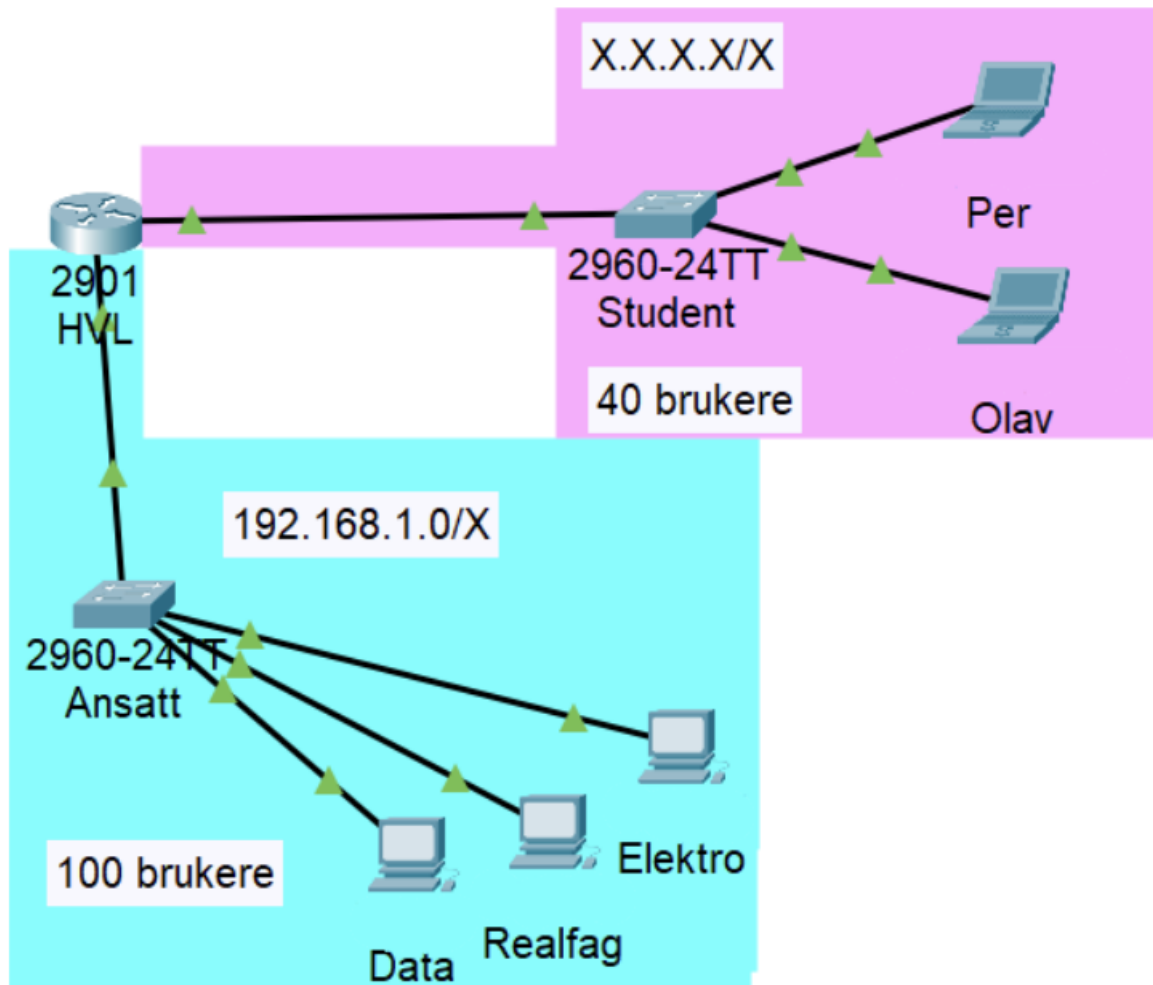 X.X.X.X/X
Per
2901
HVL
2960-24TT
Student
40 brukere
Olav
192.168.1.0/X
2960-24TT
Ansatt
100 brukere
Elektro
Realfag
Data